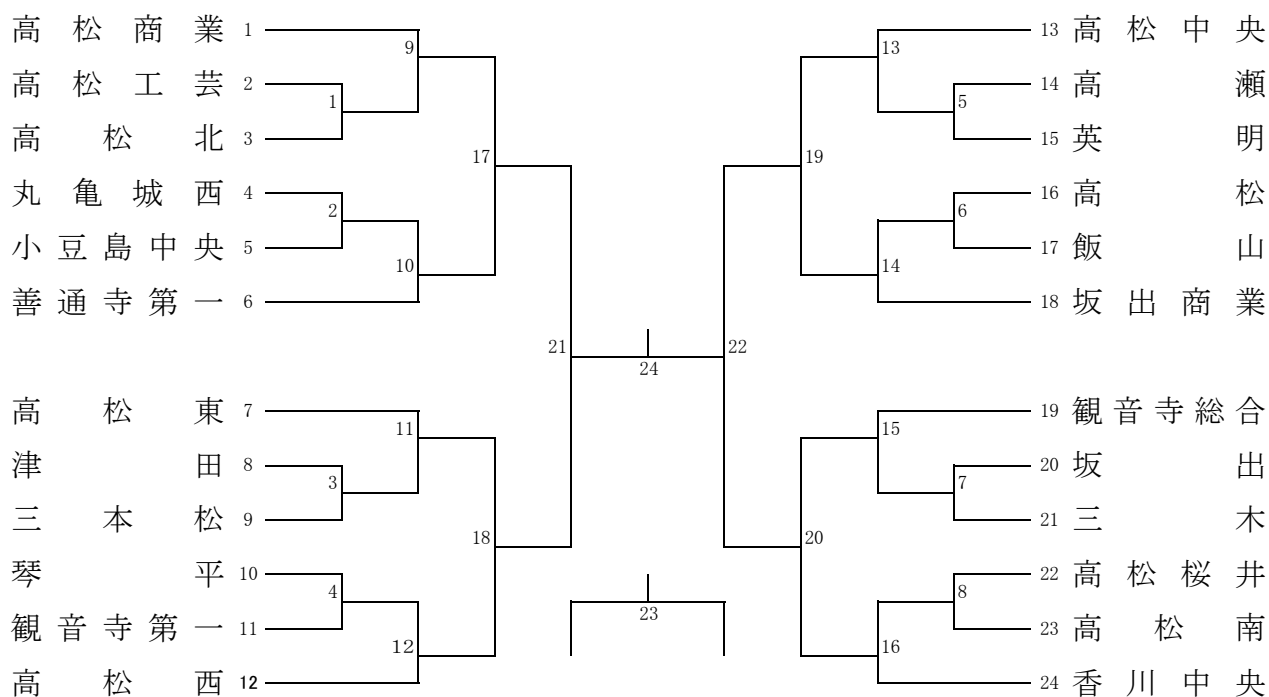 高松商業 1
高松工芸 2
高松北 3
丸亀城西 4
小豆島中央 5
善通寺第一 6
高松東 7
津田 8
三本松 9
琴平 10
観音寺第一 11
高松西 12
1
2
3
4
9
10
11
12
17
18
21
24
23
22
19
20
13
14
15
16
5
6
7
8
13 高松中央
14 高瀬
15 英明
16 高松
17 飯山
18 坂出商業
19 観音寺総合
20 坂出
21 三木
22 高松桜井
23 高松南
24 香川中央